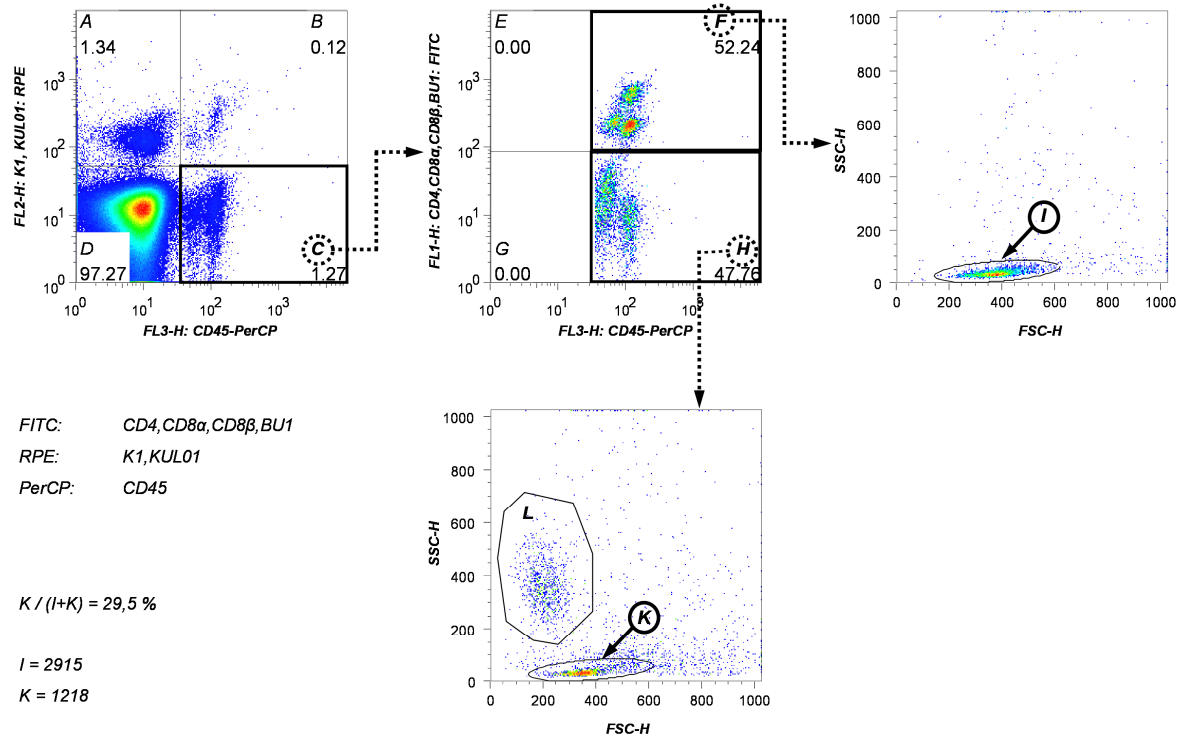 A
B
1.34
0.12
10³
10²
10¹
10⁰
D
C
97.27
1.27
10⁰
10¹
10²
10³
FL2-H: K1, KUL01: RPE
FL3-H: CD45-PerCP
E
F
0.00
52.24
10³
10²
10¹
10⁰
G
H
0.00
47.76
10⁰
10¹
10²
10³
FL1-H: CD4,CD8α,CD8β,BU1: FITC
FL3-H: CD45-PerCP
1000
800
600
400
200
0
I
0 200 400 600 800 1000
SSC-H
FSC-H
FITC: CD4,CD8α,CD8β,BU1
RPE: K1,KUL01
PerCP: CD45
K / (I+K) = 29,5 %
I = 2915
K = 1218
1000
800
600
400
200
0
L
K
0 200 400 600 800 1000
SSC-H
FSC-H